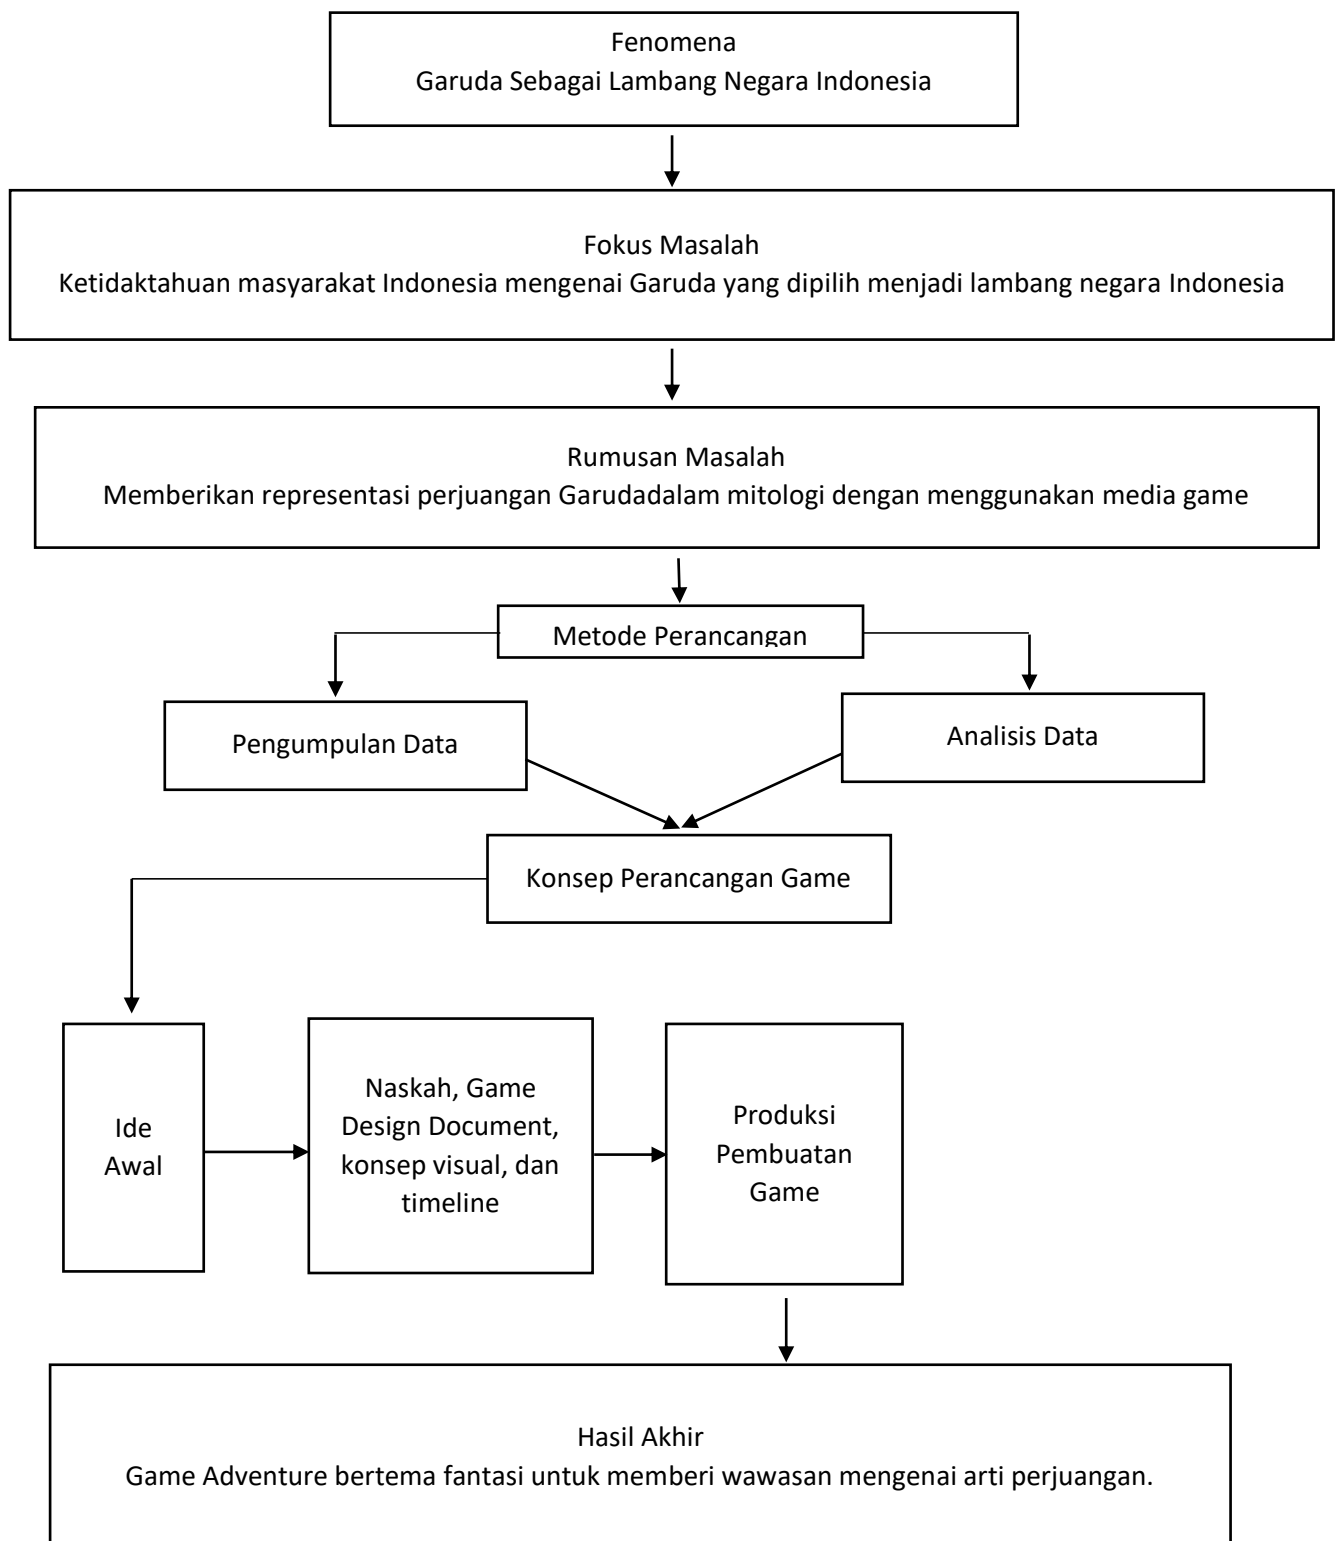 Fenomena
Garuda Sebagai Lambang Negara Indonesia
Fokus Masalah
Ketidaktahuan masyarakat Indonesia mengenai Garuda yang dipilih menjadi lambang negara Indonesia
Rumusan Masalah
Memberikan representasi perjuangan Garudadalam mitologi dengan menggunakan media game
Metode Perancangan
Pengumpulan Data
Analisis Data
Konsep Perancangan Game
Ide
Awal
Naskah, Game
Design Document,
konsep visual, dan
timeline
Produksi
Pembuatan
Game
Hasil Akhir
Game Adventure bertema fantasi untuk memberi wawasan mengenai arti perjuangan.